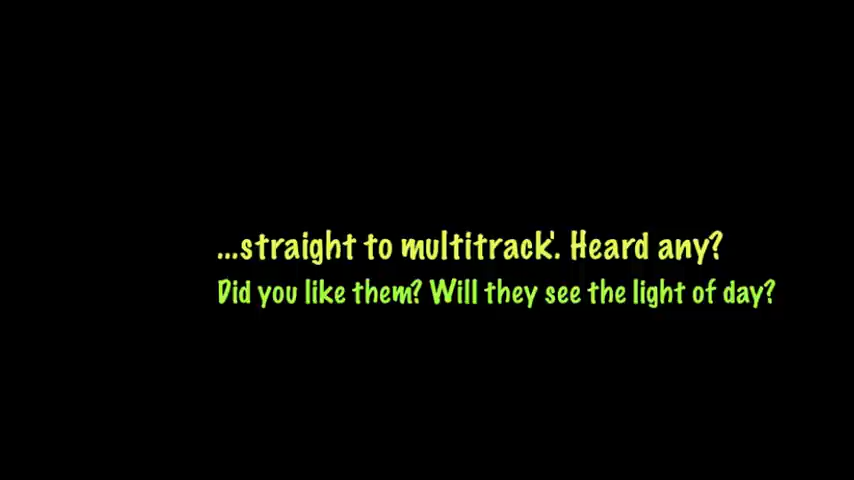 ...straight to multitrack'. Heard any?
Did you like them? Will they see the light of day?